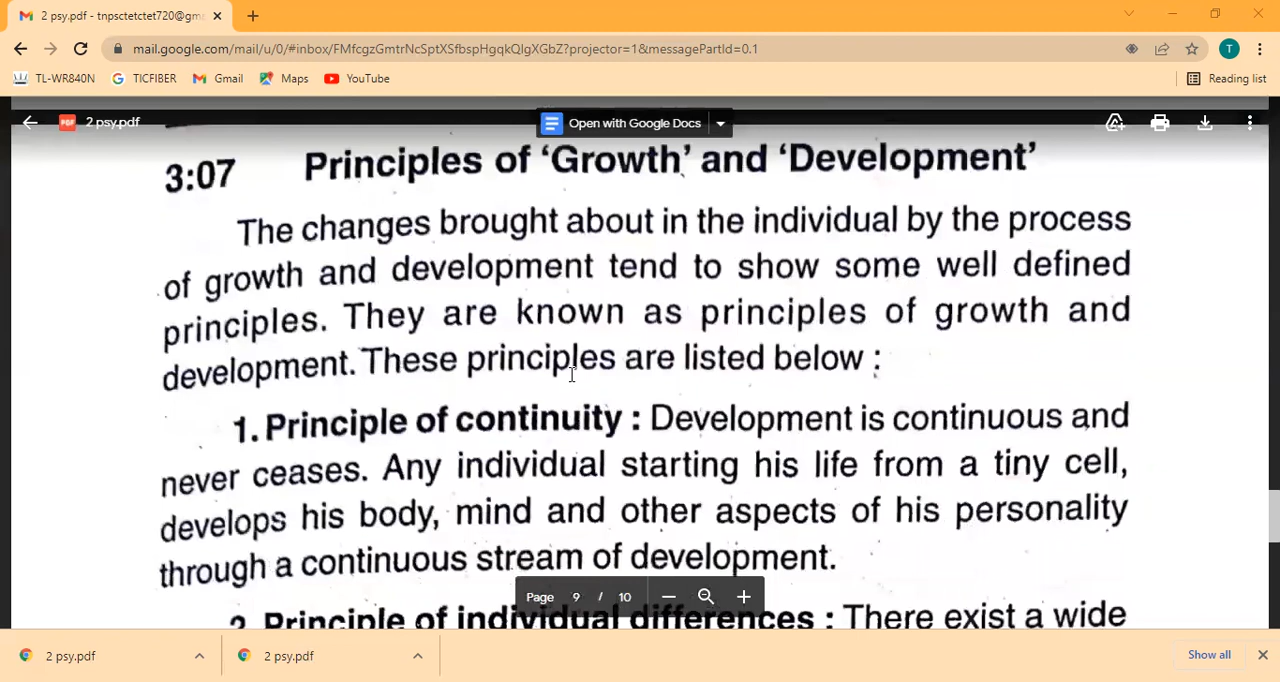 2 psy.pdf - tnpsctetctet720@gm
mail.google.com/mail/u/0/#inbox/FMfcgzGmtrNcSptXSfbspHgqkQlgXGbZ?projector=1&messagePartId=0.1
T
TL-WR840N TICFIBER Gmail Maps YouTube Reading list
PDF 2 psy.pdf Open with Google Docs
3:07 Principles of ‘Growth’ and ‘Development’
The changes brought about in the individual by the process
of growth and development tend to show some well defined
principles. They are known as principles of growth and
development. These principles are listed below :
1. Principle of continuity : Development is continuous and
never ceases. Any individual starting his life from a tiny cell,
develops his body, mind and other aspects of his personality
through a continuous stream of development.
Page 9 / 10
2. Principle of individual differences : There exist a wide
2 psy.pdf 2 psy.pdf Show all